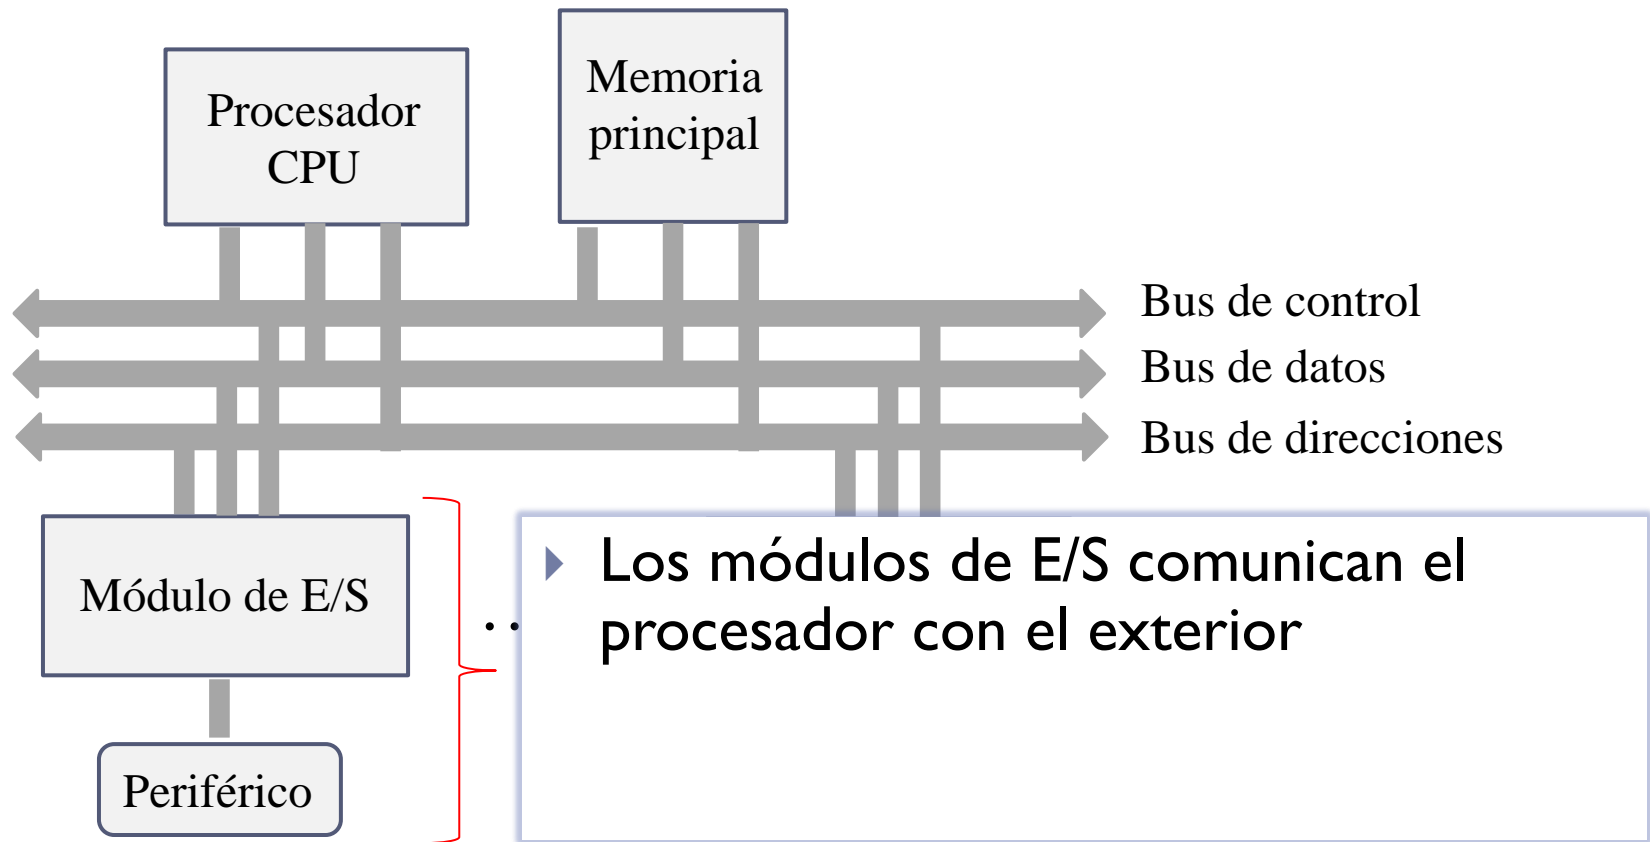 Procesador
CPU
Memoria
principal
Bus de control
Bus de datos
Bus de direcciones
Módulo de E/S
..
Los módulos de E/S comunican el
procesador con el exterior
Periférico